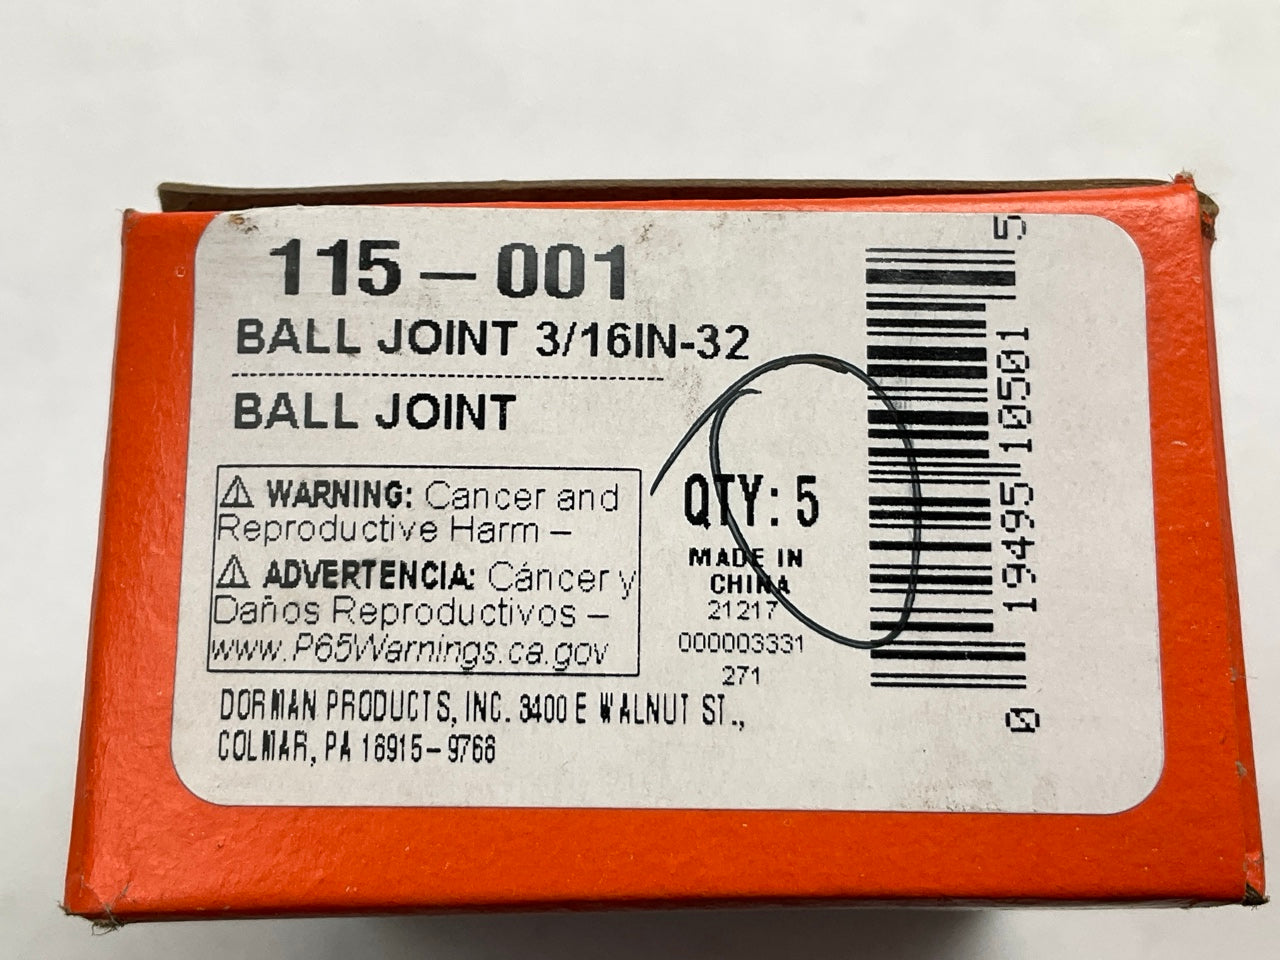 115-001
BALL JOINT 3/16IN-32
BALL JOINT
⚠ WARNING: Cancer and
Reproductive Harm –
⚠ ADVERTENCIA: Cáncer y
Daños Reproductivos –
www.P65Warnings.ca.gov
QTY: 5
MADE IN
CHINA
21217
000003331
271
DORMAN PRODUCTS, INC. 3400 E WALNUT ST.,
COLMAR, PA 18915-9768
0 19495 10501 5